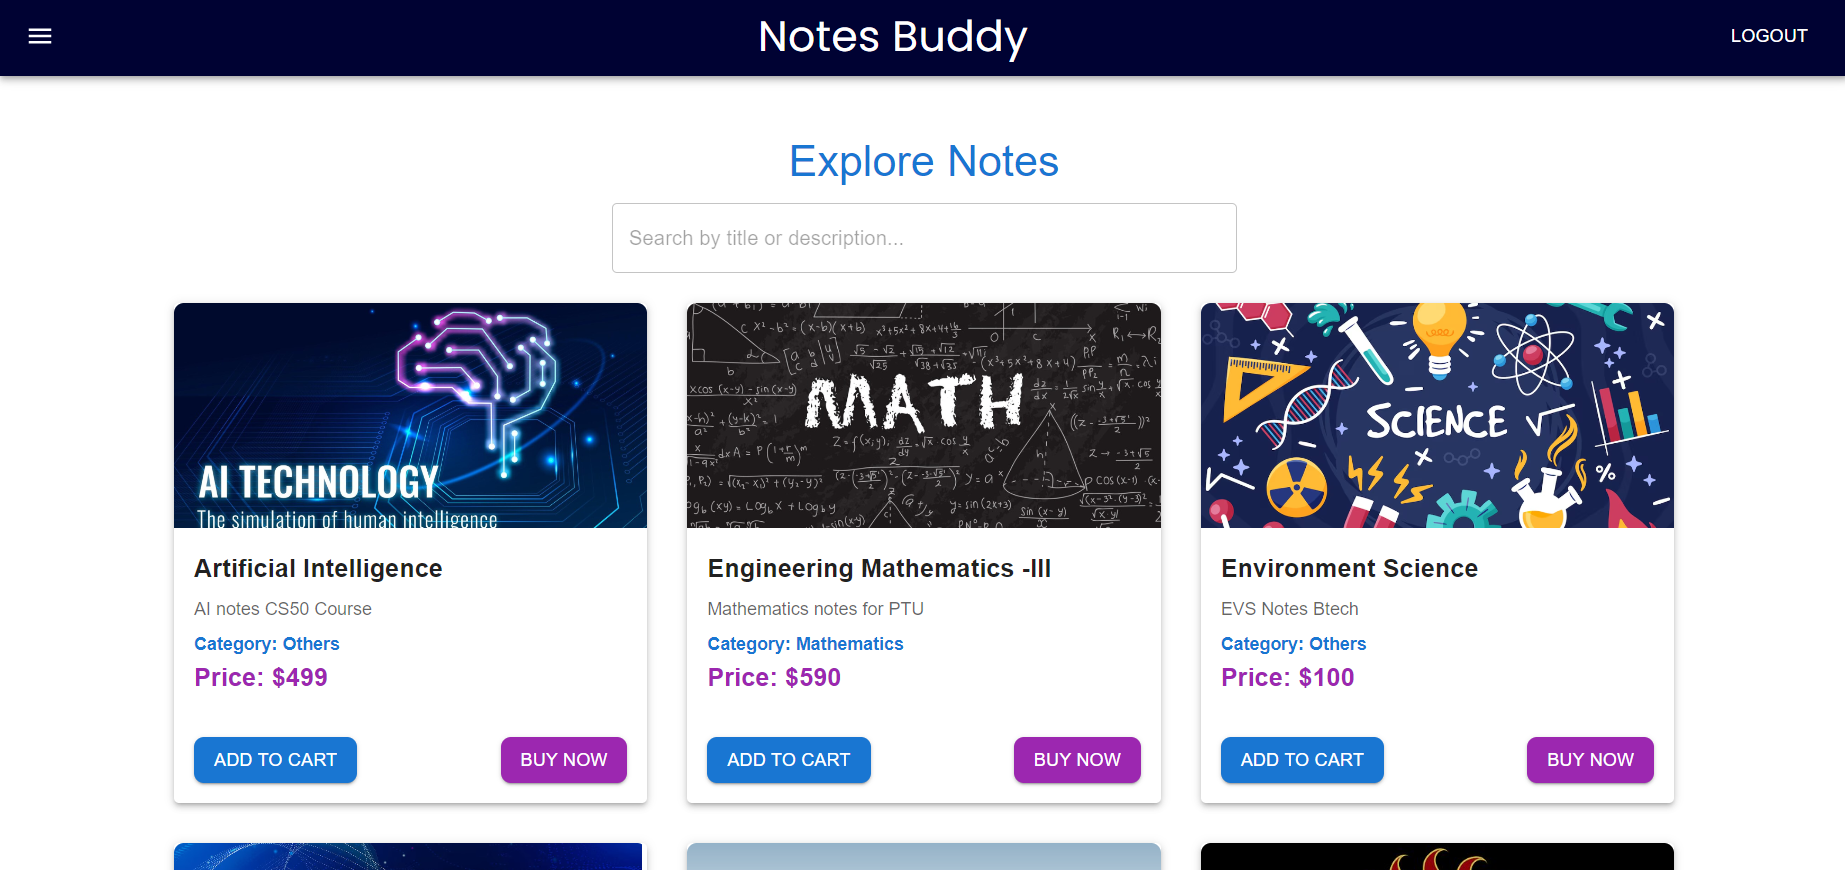 Notes Buddy
LOGOUT
Explore Notes
Search by title or description...
AI TECHNOLOGY
The simulation of human intelligence
MATH
SCIENCE
Artificial Intelligence
AI notes CS50 Course
Category: Others
Price: $499
ADD TO CART
BUY NOW
Engineering Mathematics -III
Mathematics notes for PTU
Category: Mathematics
Price: $590
ADD TO CART
BUY NOW
Environment Science
EVS Notes Btech
Category: Others
Price: $100
ADD TO CART
BUY NOW